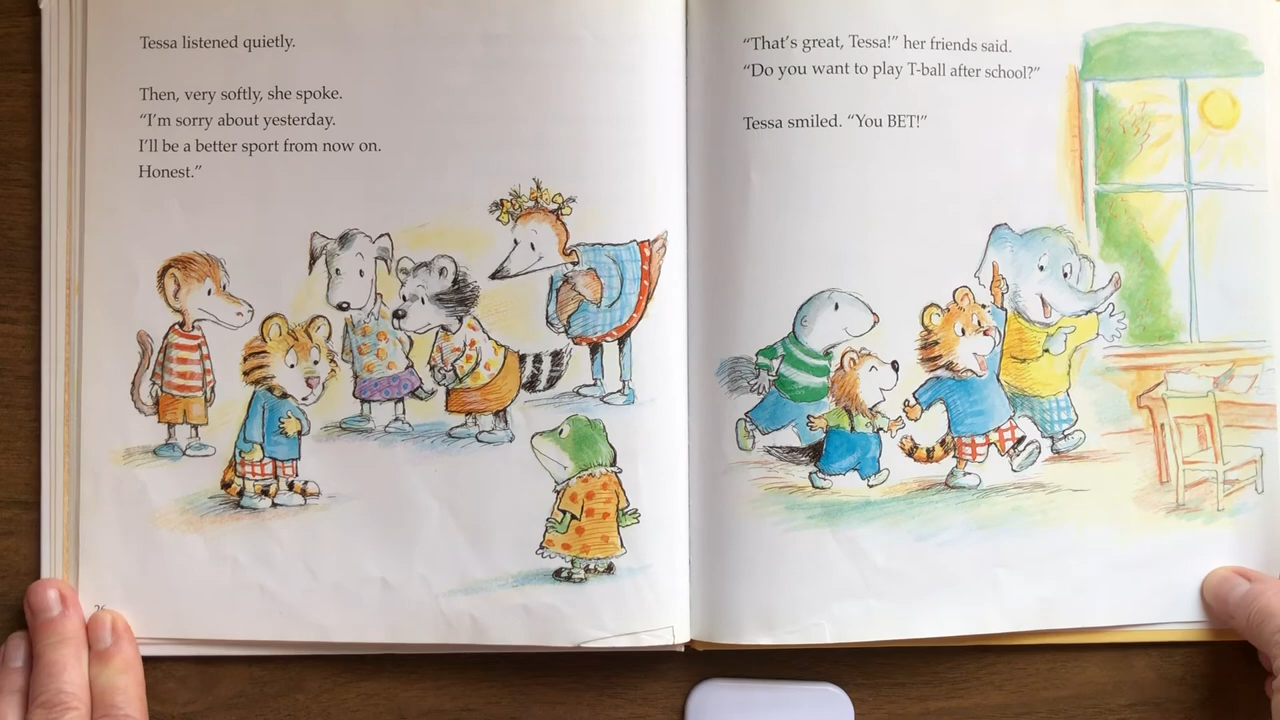 Tessa listened quietly.
Then, very softly, she spoke.
“I’m sorry about yesterday.
I’ll be a better sport from now on.
Honest.”
26
“That’s great, Tessa!” her friends said.
“Do you want to play T-ball after school?”
Tessa smiled. “You BET!”